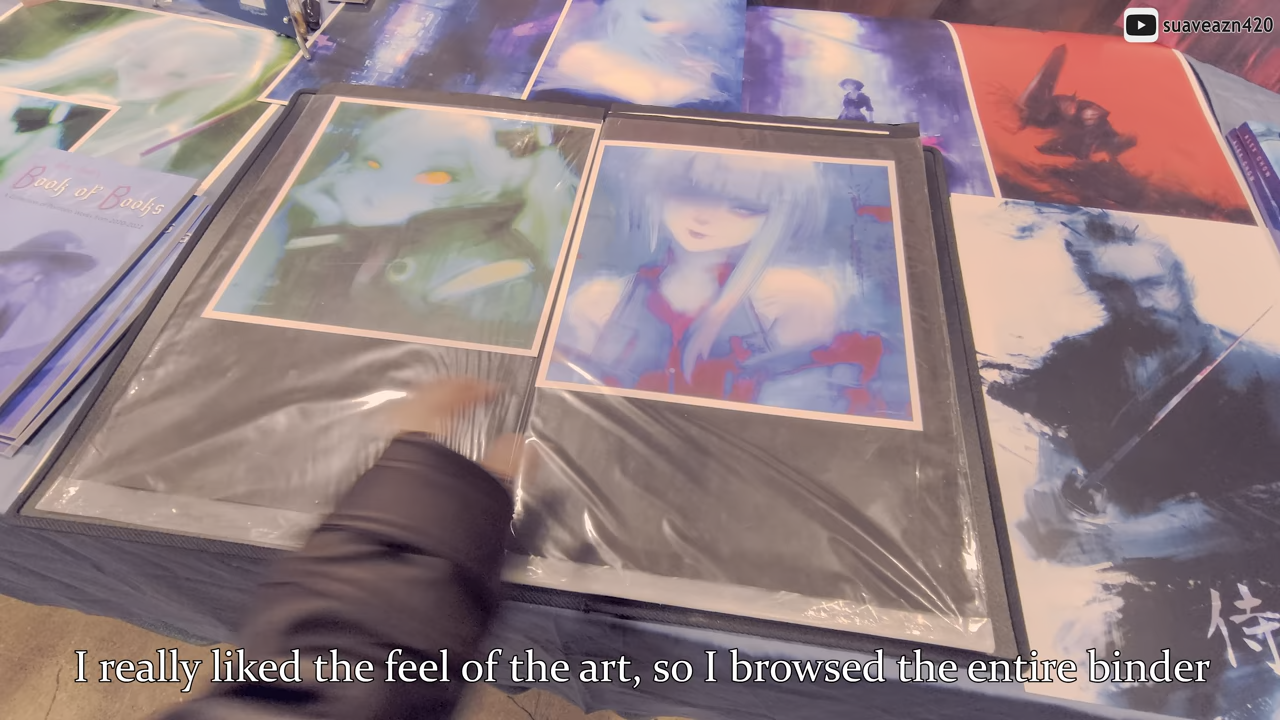 suaveazn420
Book of Books
侍
I really liked the feel of the art, so I browsed the entire binder